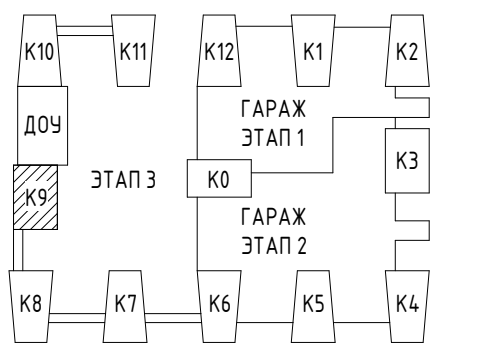 К10 К11 К12 К1 К2
ГАРАЖ
ЭТАП 1
ДОУ
К3
ЭТАП 3 К0
К9
ГАРАЖ
ЭТАП 2
К8 К7 К6 К5 К4